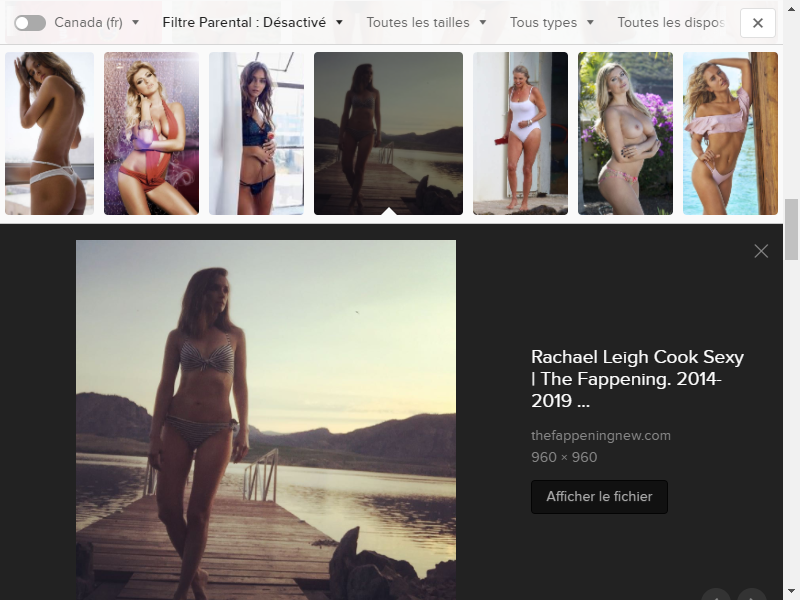 Canada (fr)
Filtre Parental : Désactivé
Toutes les tailles
Tous types
Toutes les dispos
Rachael Leigh Cook Sexy
| The Fappening. 2014-
2019 ...
thefappeningnew.com
960 × 960
Afficher le fichier